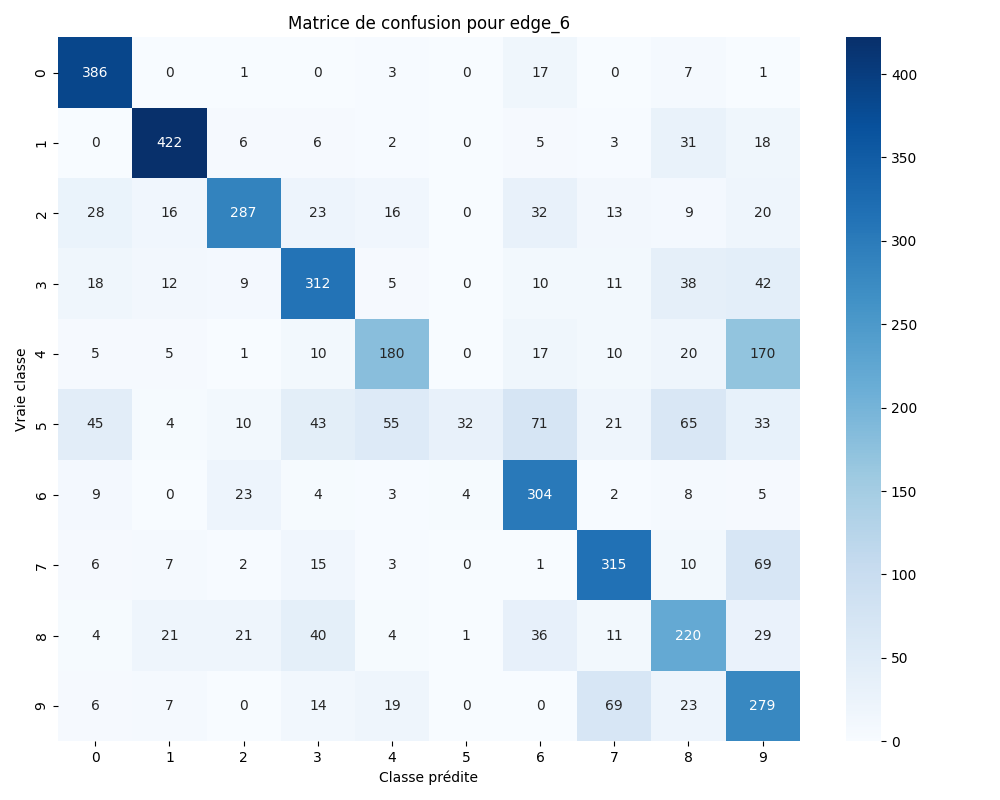 Matrice de confusion pour edge_6
Vraie classe
0 386 0 1 0 3 0 17 0 7 1
1 0 422 6 6 2 0 5 3 31 18
2 28 16 287 23 16 0 32 13 9 20
3 18 12 9 312 5 0 10 11 38 42
4 5 5 1 10 180 0 17 10 20 170
5 45 4 10 43 55 32 71 21 65 33
6 9 0 23 4 3 4 304 2 8 5
7 6 7 2 15 3 0 1 315 10 69
8 4 21 21 40 4 1 36 11 220 29
9 6 7 0 14 19 0 0 69 23 279
0 1 2 3 4 5 6 7 8 9
Classe prédite
400
350
300
250
200
150
100
50
0